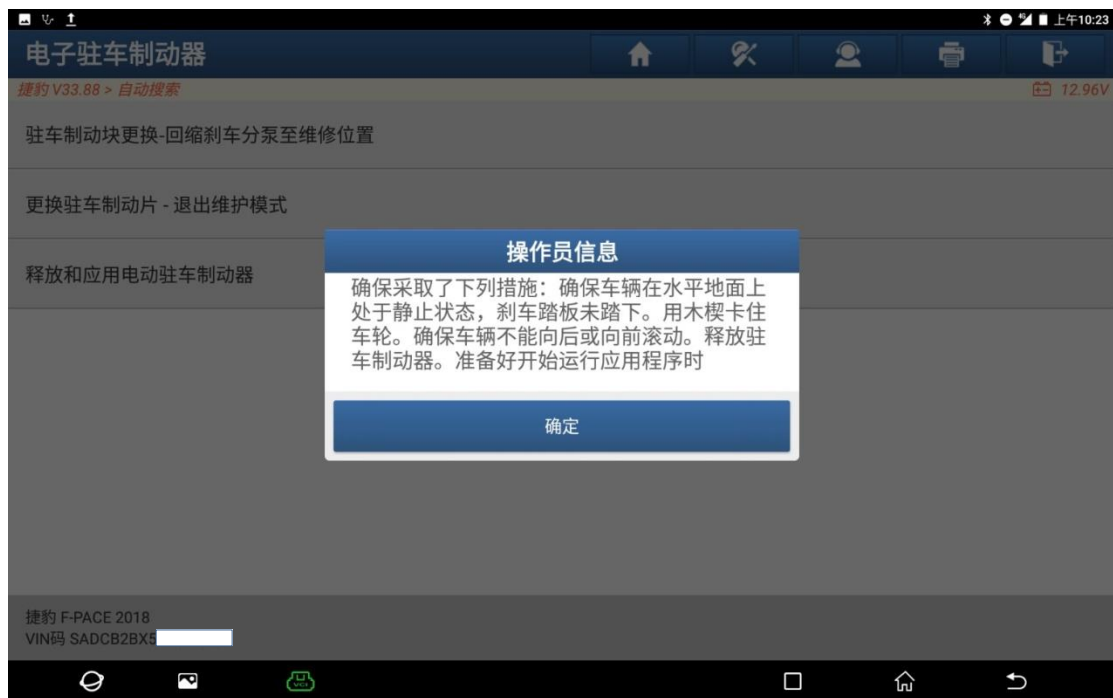 上午10:23
电子驻车制动器
捷豹 V33.88 > 自动搜索
12.96V
驻车制动块更换-回缩刹车分泵至维修位置
更换驻车制动片 - 退出维护模式
释放和应用电动驻车制动器
操作员信息
确保采取了下列措施：确保车辆在水平地面上
处于静止状态，刹车踏板未踏下。用木楔卡住
车轮。确保车辆不能向后或向前滚动。释放驻
车制动器。准备好开始运行应用程序时
确定
捷豹 F-PACE 2018
VIN码 SADCB2BX5
VCI